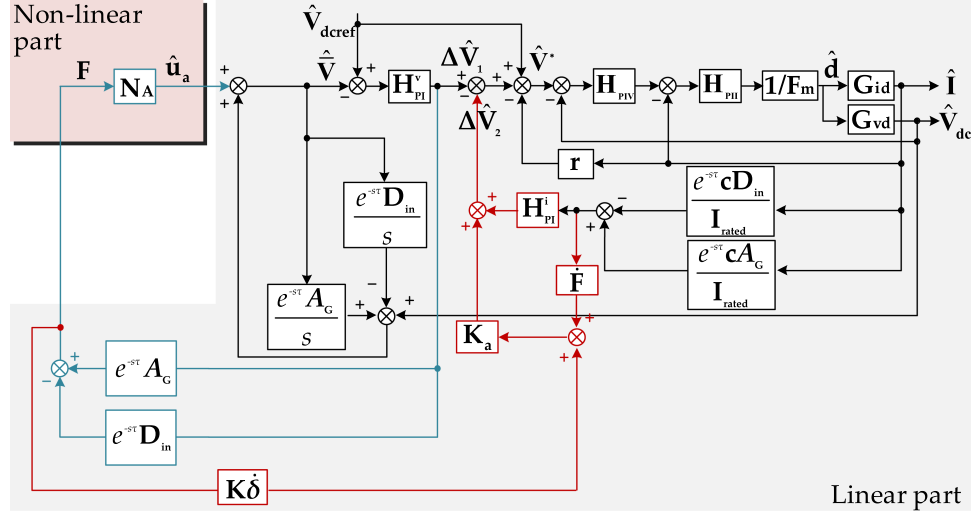 Non-linear
part
F
N_A
û_a
+
+
V̂_dcref
V̄̂
+
−
H^v_PI
ΔV̂_1
+
−
ΔV̂_2
+
+
−
V̂*
−
H_PIV
−
H_PII
1/F_m
d̂
G_id
Î
G_vd
V̂_dc
r
e^-sτ D_in
s
e^-sτ A_G
s
−
+
+
+
+
H^i_PI
−
+
e^-sτ cD_in
I_rated
e^-sτ cA_G
I_rated
Ḟ
+
+
K_a
+
−
e^-sτ A_G
e^-sτ D_in
Kδ̇
Linear part